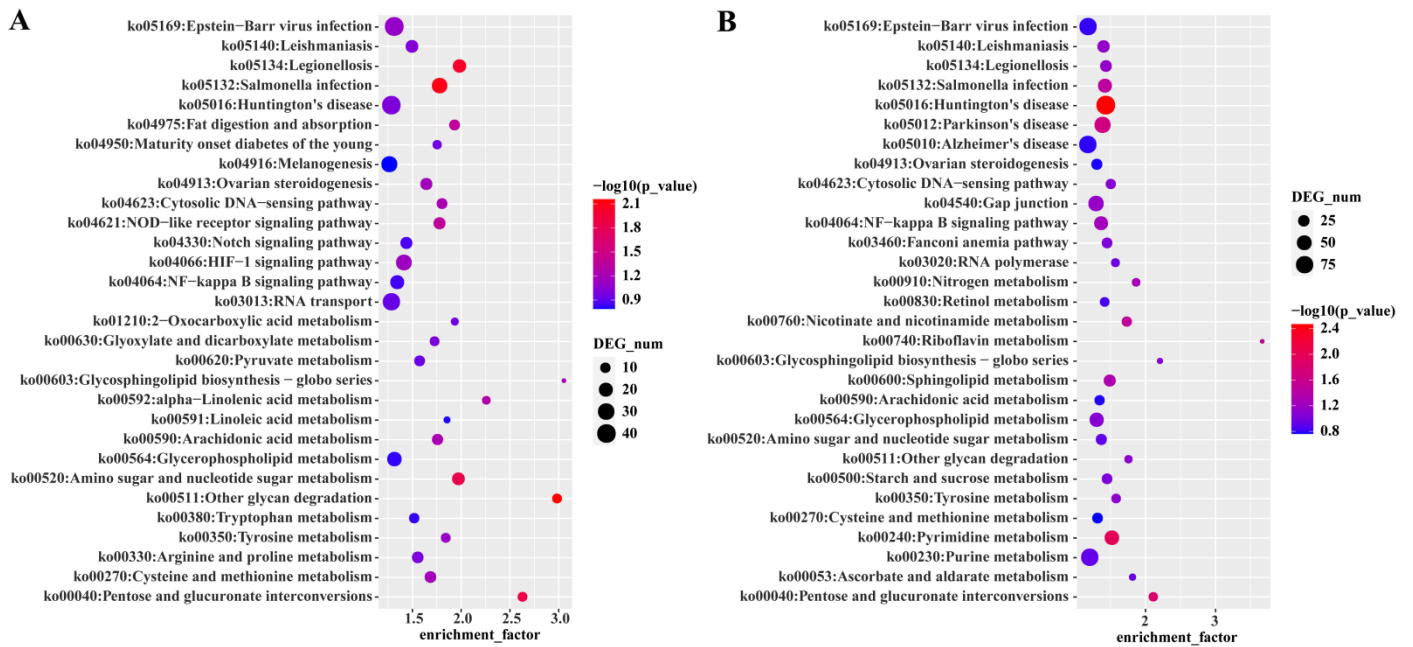 A
ko05169:Epstein−Barr virus infection
ko05140:Leishmaniasis
ko05134:Legionellosis
ko05132:Salmonella infection
ko05016:Huntington's disease
ko04975:Fat digestion and absorption
ko04950:Maturity onset diabetes of the young
ko04916:Melanogenesis
ko04913:Ovarian steroidogenesis
ko04623:Cytosolic DNA−sensing pathway
ko04621:NOD−like receptor signaling pathway
ko04330:Notch signaling pathway
ko04066:HIF−1 signaling pathway
ko04064:NF−kappa B signaling pathway
ko03013:RNA transport
ko01210:2−Oxocarboxylic acid metabolism
ko00630:Glyoxylate and dicarboxylate metabolism
ko00620:Pyruvate metabolism
ko00603:Glycosphingolipid biosynthesis − globo series
ko00592:alpha−Linolenic acid metabolism
ko00591:Linoleic acid metabolism
ko00590:Arachidonic acid metabolism
ko00564:Glycerophospholipid metabolism
ko00520:Amino sugar and nucleotide sugar metabolism
ko00511:Other glycan degradation
ko00380:Tryptophan metabolism
ko00350:Tyrosine metabolism
ko00330:Arginine and proline metabolism
ko00270:Cysteine and methionine metabolism
ko00040:Pentose and glucuronate interconversions
1.5 2.0 2.5 3.0
enrichment_factor
−log10(p_value)
2.1
1.8
1.5
1.2
0.9
DEG_num
10
20
30
40
B
ko05169:Epstein−Barr virus infection
ko05140:Leishmaniasis
ko05134:Legionellosis
ko05132:Salmonella infection
ko05016:Huntington's disease
ko05012:Parkinson's disease
ko05010:Alzheimer's disease
ko04913:Ovarian steroidogenesis
ko04623:Cytosolic DNA−sensing pathway
ko04540:Gap junction
ko04064:NF−kappa B signaling pathway
ko03460:Fanconi anemia pathway
ko03020:RNA polymerase
ko00910:Nitrogen metabolism
ko00830:Retinol metabolism
ko00760:Nicotinate and nicotinamide metabolism
ko00740:Riboflavin metabolism
ko00603:Glycosphingolipid biosynthesis − globo series
ko00600:Sphingolipid metabolism
ko00590:Arachidonic acid metabolism
ko00564:Glycerophospholipid metabolism
ko00520:Amino sugar and nucleotide sugar metabolism
ko00511:Other glycan degradation
ko00500:Starch and sucrose metabolism
ko00350:Tyrosine metabolism
ko00270:Cysteine and methionine metabolism
ko00240:Pyrimidine metabolism
ko00230:Purine metabolism
ko00053:Ascorbate and aldarate metabolism
ko00040:Pentose and glucuronate interconversions
2 3
enrichment_factor
DEG_num
25
50
75
−log10(p_value)
2.4
2.0
1.6
1.2
0.8